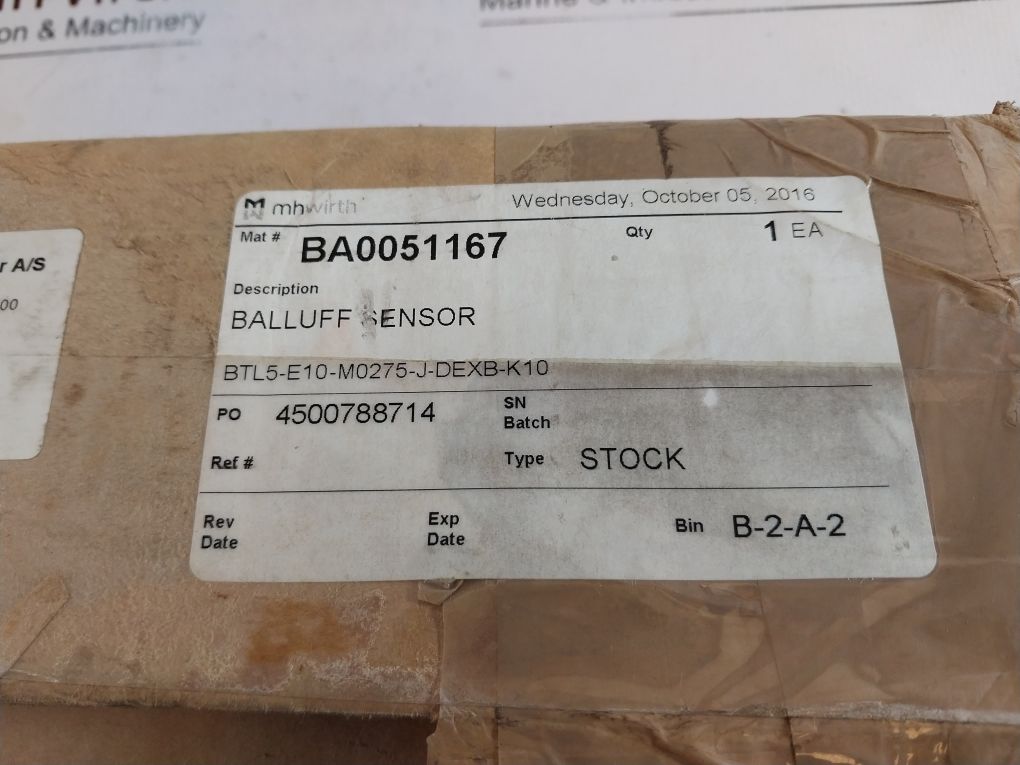 on & Machinery
r A/S
00
mhwirth
Wednesday, October 05, 2016
Mat # BA0051167 Qty 1 EA
Description
BALLUFF SENSOR
BTL5-E10-M0275-J-DEXB-K10
PO 4500788714 SN
Batch
Ref # Type STOCK
Rev Date Exp Date Bin B-2-A-2